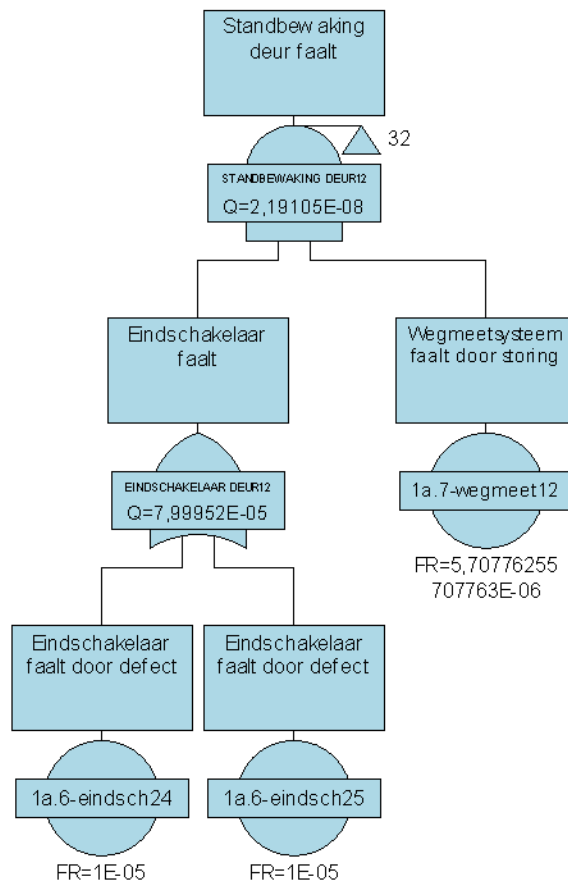 Standbewaking
deur faalt
32
STANDBEWAKING DEUR12
Q=2,19105E-08
Eindschakelaar
faalt
Wegmeetsysteem
faalt door storing
EINDSCHAKELAAR DEUR12
Q=7,99952E-05
1a.7-wegmeet12
FR=5,70776255
707763E-06
Eindschakelaar
faalt door defect
Eindschakelaar
faalt door defect
1a.6-eindsch24
1a.6-eindsch25
FR=1E-05
FR=1E-05